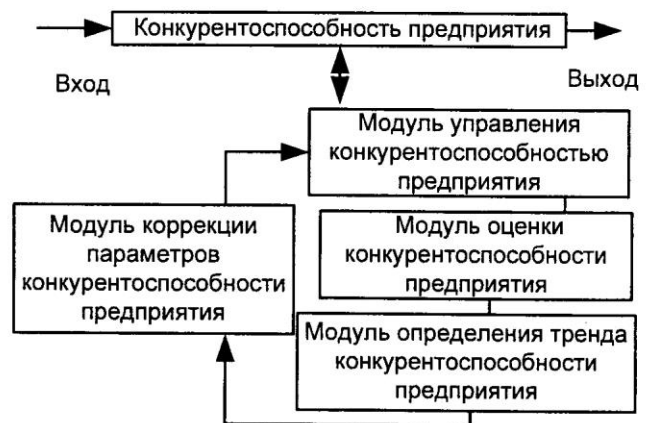 Конкурентоспособность предприятия
Вход
Выход
Модуль управления
конкурентоспособностью
предприятия
Модуль коррекции
параметров
конкурентоспособности
предприятия
Модуль оценки
конкурентоспособности
предприятия
Модуль определения тренда
конкурентоспособности
предприятия